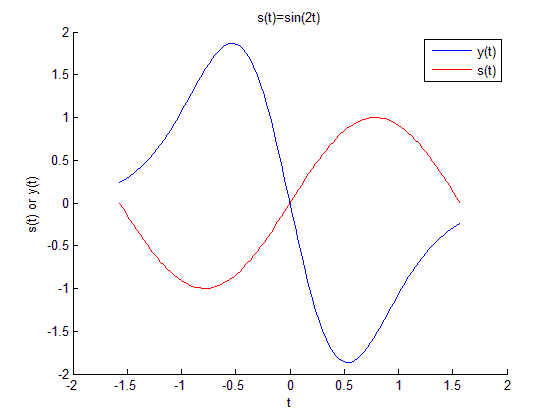 s(t)=sin(2t)
y(t)
s(t)
2
1.5
1
0.5
0
-0.5
-1
-1.5
-2
s(t) or y(t)
-2 -1.5 -1 -0.5 0 0.5 1 1.5 2
t